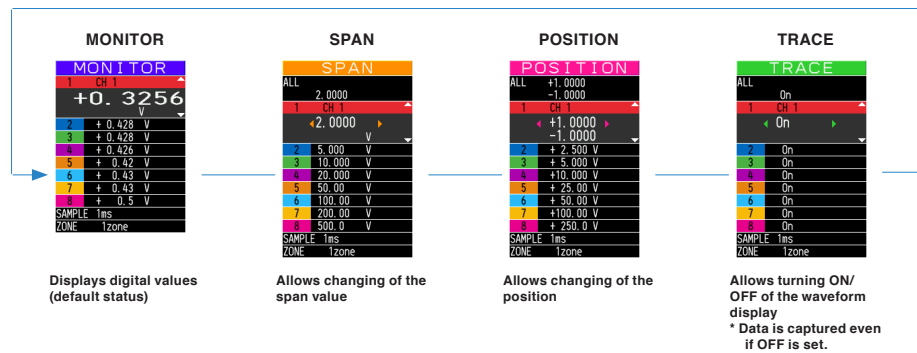 MONITOR
MONITOR
1 CH 1
+0. 3256
V
2 + 0.428 V
3 + 0.428 V
4 + 0.426 V
5 + 0.42 V
6 + 0.43 V
7 + 0.43 V
8 + 0.5 V
SAMPLE 1ms
ZONE 1zone
Displays digital values
(default status)
SPAN
SPAN
ALL
2.0000
1 CH 1
2.0000
V
2 5.000 V
3 10.000 V
4 20.000 V
5 50.00 V
6 100.00 V
7 200.00 V
8 500.0 V
SAMPLE 1ms
ZONE 1zone
Allows changing of the
span value
POSITION
POSITION
ALL +1.0000
-1.0000
1 CH 1
+1.0000
-1.0000
2 + 2.500 V
3 + 5.000 V
4 +10.000 V
5 + 25.00 V
6 + 50.00 V
7 +100.00 V
8 + 250.0 V
SAMPLE 1ms
ZONE 1zone
Allows changing of the
position
TRACE
TRACE
ALL
On
1 CH 1
On
2 On
3 On
4 On
5 On
6 On
7 On
8 On
SAMPLE 1ms
ZONE 1zone
Allows turning ON/
OFF of the waveform
display
* Data is captured even
if OFF is set.